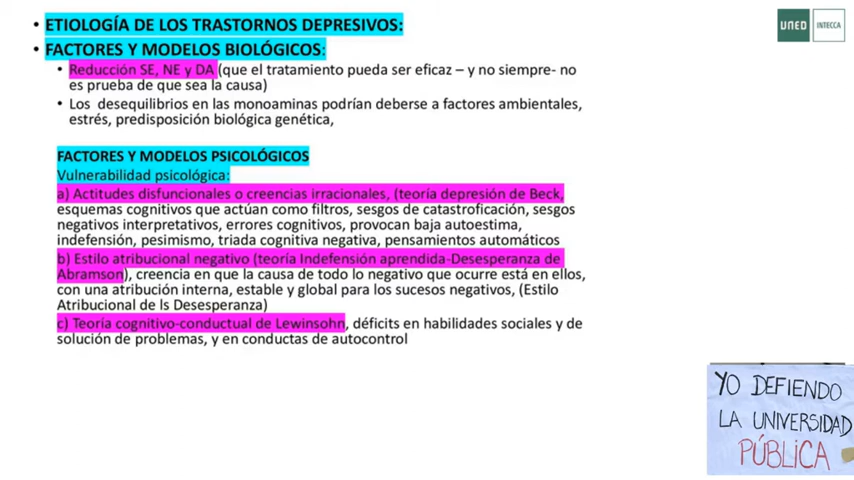 • ETIOLOGÍA DE LOS TRASTORNOS DEPRESIVOS:
• FACTORES Y MODELOS BIOLÓGICOS:
• Reducción SE, NE y DA (que el tratamiento pueda ser eficaz – y no siempre- no
es prueba de que sea la causa)
• Los desequilibrios en las monoaminas podrían deberse a factores ambientales,
estrés, predisposición biológica genética,
FACTORES Y MODELOS PSICOLÓGICOS
Vulnerabilidad psicológica:
a) Actitudes disfuncionales o creencias irracionales, (teoría depresión de Beck,
esquemas cognitivos que actúan como filtros, sesgos de catastroficación, sesgos
negativos interpretativos, errores cognitivos, provocan baja autoestima,
indefensión, pesimismo, triada cognitiva negativa, pensamientos automáticos
b) Estilo atribucional negativo (teoría Indefensión aprendida-Desesperanza de
Abramson), creencia en que la causa de todo lo negativo que ocurre está en ellos,
con una atribución interna, estable y global para los sucesos negativos, (Estilo
Atribucional de ls Desesperanza)
c) Teoría cognitivo-conductual de Lewinsohn, déficits en habilidades sociales y de
solución de problemas, y en conductas de autocontrol
UNED INTECCA
YO DEFIENDO
LA UNIVERSIDAD
PÚBLICA